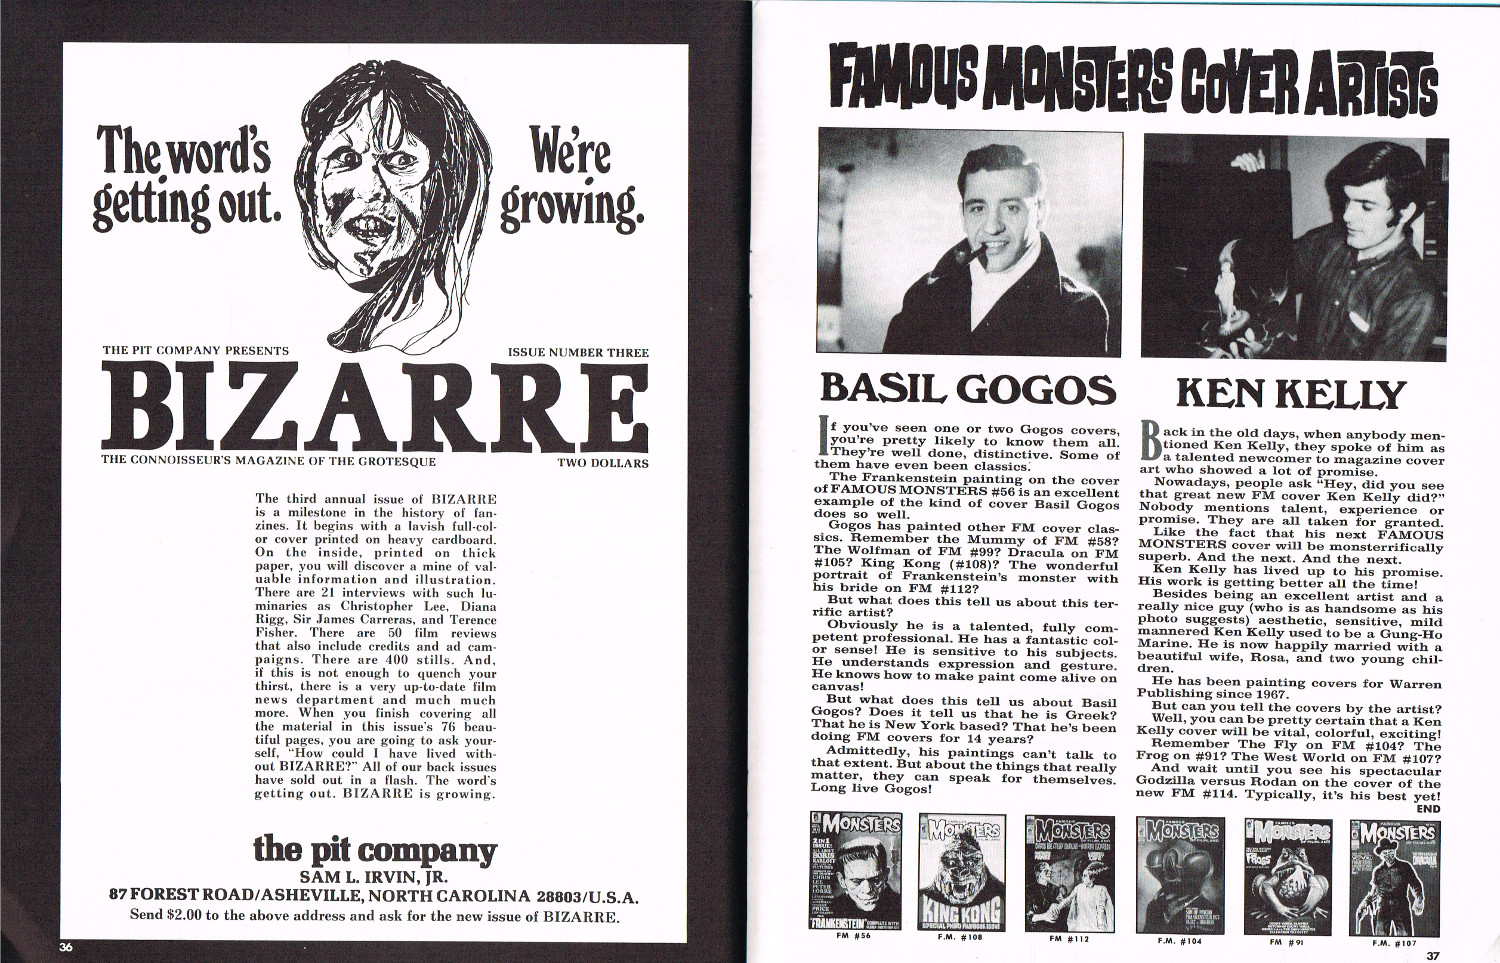 The word's
getting out.
We're
growing.
THE PIT COMPANY PRESENTS
ISSUE NUMBER THREE
BIZARRE
THE CONNOISSEUR'S MAGAZINE OF THE GROTESQUE
TWO DOLLARS
The third annual issue of BIZARRE
is a milestone in the history of fan-
zines. It begins with a lavish full-col-
or cover printed on heavy cardboard.
On the inside, printed on thick
paper, you will discover a mine of val-
uable information and illustration.
There are 21 interviews with such lu-
minaries as Christopher Lee, Diana
Rigg, Sir James Carreras, and Terence
Fisher. There are 50 film reviews
that also include credits and ad cam-
paigns. There are 400 stills. And,
if this is not enough to quench your
thirst, there is a very up-to-date film
news department and much much
more. When you finish covering all
the material in this issue's 76 beau-
tiful pages, you are going to ask your-
self, "How could I have lived with-
out BIZARRE?" All of our back issues
have sold out in a flash. The word's
getting out. BIZARRE is growing.
the pit company
SAM L. IRVIN, JR.
87 FOREST ROAD/ASHEVILLE, NORTH CAROLINA 28803/U.S.A.
Send $2.00 to the above address and ask for the new issue of BIZARRE.
36
FAMOUS MONSTERS COVER ARTISTS
BASIL GOGOS
If you've seen one or two Gogos covers,
you're pretty likely to know them all.
They're well done, distinctive. Some of
them have even been classics.
The Frankenstein painting on the cover
of FAMOUS MONSTERS #56 is an excellent
example of the kind of cover Basil Gogos
does so well.
Gogos has painted other FM cover clas-
sics. Remember the Mummy of FM #58?
The Wolfman of FM #99? Dracula on FM
#105? King Kong (#108)? The wonderful
portrait of Frankenstein's monster with
his bride on FM #112?
But what does this tell us about this ter-
rific artist?
Obviously he is a talented, fully com-
petent professional. He has a fantastic col-
or sense! He is sensitive to his subjects.
He understands expression and gesture.
He knows how to make paint come alive on
canvas!
But what does this tell us about Basil
Gogos? Does it tell us that he is Greek?
That he is New York based? That he's been
doing FM covers for 14 years?
Admittedly, his paintings can't talk to
that extent. But about the things that really
matter, they can speak for themselves.
Long live Gogos!
KEN KELLY
Back in the old days, when anybody men-
tioned Ken Kelly, they spoke of him as
a talented newcomer to magazine cover
art who showed a lot of promise.
Nowadays, people ask "Hey, did you see
that great new FM cover Ken Kelly did?"
Nobody mentions talent, experience or
promise. They are all taken for granted.
Like the fact that his next FAMOUS
MONSTERS cover will be monsterrifically
superb. And the next. And the next.
Ken Kelly has lived up to his promise.
His work is getting better all the time!
Besides being an excellent artist and a
really nice guy (who is as handsome as his
photo suggests) aesthetic, sensitive, mild
mannered Ken Kelly used to be a Gung-Ho
Marine. He is now happily married with a
beautiful wife, Rosa, and two young chil-
dren.
He has been painting covers for Warren
Publishing since 1967.
But can you tell the covers by the artist?
Well, you can be pretty certain that a Ken
Kelly cover will be vital, colorful, exciting!
Remember The Fly on FM #104? The
Frog on #91? The West World on FM #107?
And wait until you see his spectacular
Godzilla versus Rodan on the cover of the
new FM #114. Typically, it's his best yet!
END
MONSTERS
2 IN 1
ISSUE!
BORIS
KARLOFF
CHRIS
LEE
PETER
LORRE
PRICE
FRANKENSTEIN
FM #56
MONSTERS
KING KONG
F.M. #108
MONSTERS
FM #112
MONSTERS
F.M. #104
MONSTERS
FROGS
FM #91
MONSTERS
F.M. #107
37